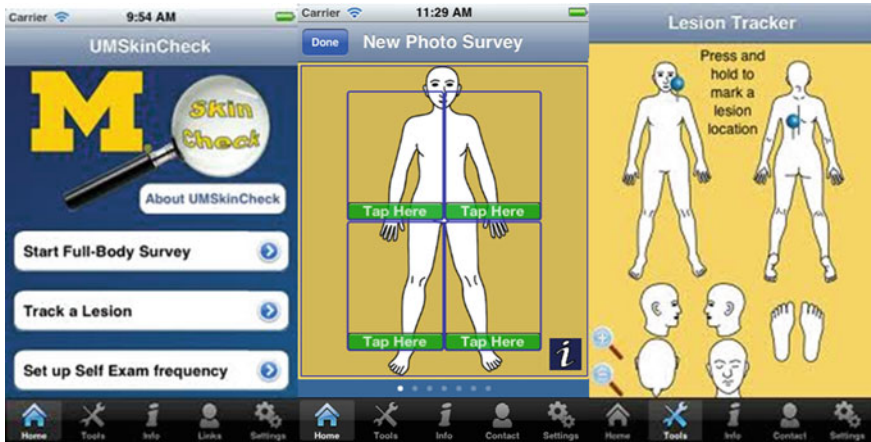 Carrier 9:54 AM
UMSkinCheck
M
Skin
Check
About UMSkinCheck
Start Full-Body Survey
Track a Lesion
Set up Self Exam frequency
Home Tools Info Links Settings
Carrier 11:29 AM
Done New Photo Survey
Tap Here Tap Here
Tap Here Tap Here
i
Home Tools Info Contact Settings
Lesion Tracker
Press and
hold to
mark a
lesion
location
Home Tools Info Contact Settings